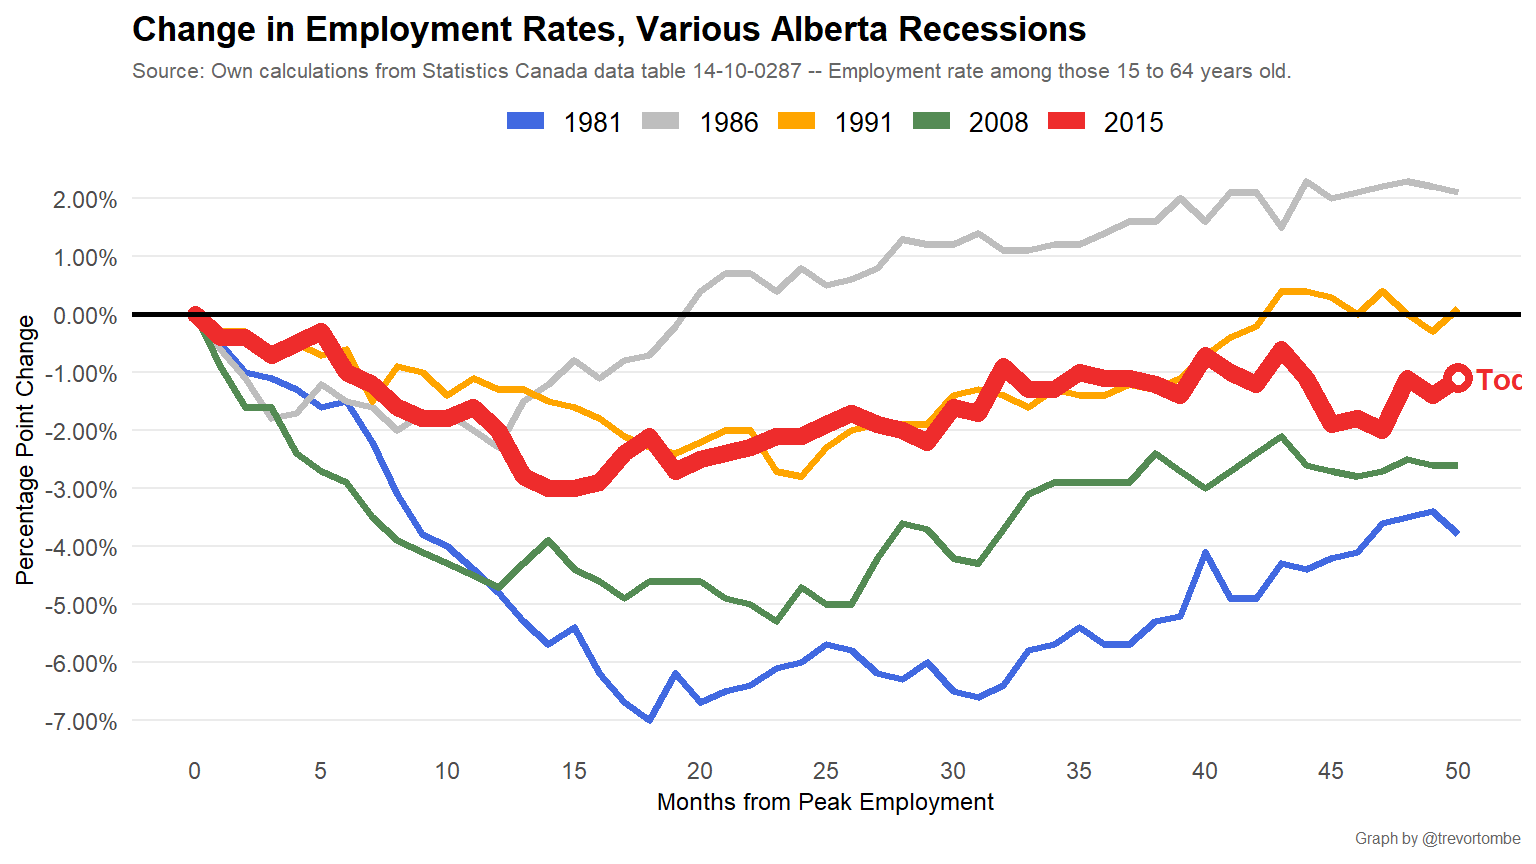 Change in Employment Rates, Various Alberta Recessions
Source: Own calculations from Statistics Canada data table 14-10-0287 -- Employment rate among those 15 to 64 years old.
1981 1986 1991 2008 2015
2.00%
1.00%
0.00%
-1.00%
-2.00%
-3.00%
-4.00%
-5.00%
-6.00%
-7.00%
Percentage Point Change
Tod
0 5 10 15 20 25 30 35 40 45 50
Months from Peak Employment
Graph by @trevortombe